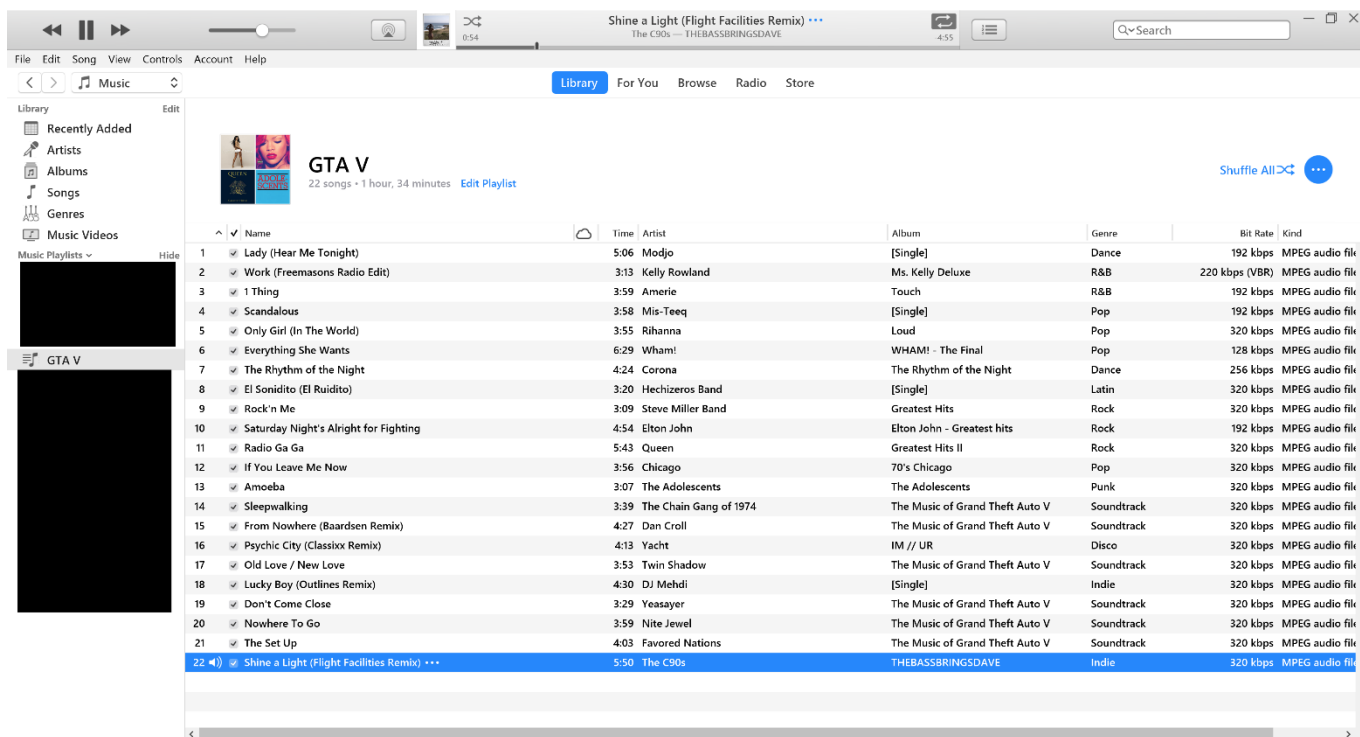 Shine a Light (Flight Facilities Remix) •••
0:54 The C90s — THEBASSBRINGSDAVE -4:55
Search
File Edit Song View Controls Account Help
Music
Library For You Browse Radio Store
Library Edit
Recently Added
Artists
Albums
Songs
Genres
Music Videos
Music Playlists Hide
GTA V
GTA V
22 songs • 1 hour, 34 minutes Edit Playlist
Shuffle All
QUEEN
ADOLESCENTS
Name Time Artist Album Genre Bit Rate Kind
1 Lady (Hear Me Tonight) 5:06 Modjo [Single] Dance 192 kbps MPEG audio file
2 Work (Freemasons Radio Edit) 3:13 Kelly Rowland Ms. Kelly Deluxe R&B 220 kbps (VBR) MPEG audio file
3 1 Thing 3:59 Amerie Touch R&B 192 kbps MPEG audio file
4 Scandalous 3:58 Mis-Teeq [Single] Pop 192 kbps MPEG audio file
5 Only Girl (In The World) 3:55 Rihanna Loud Pop 320 kbps MPEG audio file
6 Everything She Wants 6:29 Wham! WHAM! - The Final Pop 128 kbps MPEG audio file
7 The Rhythm of the Night 4:24 Corona The Rhythm of the Night Dance 256 kbps MPEG audio file
8 El Sonidito (El Ruidito) 3:20 Hechizeros Band [Single] Latin 320 kbps MPEG audio file
9 Rock'n Me 3:09 Steve Miller Band Greatest Hits Rock 320 kbps MPEG audio file
10 Saturday Night's Alright for Fighting 4:54 Elton John Elton John - Greatest hits Rock 192 kbps MPEG audio file
11 Radio Ga Ga 5:43 Queen Greatest Hits II Rock 320 kbps MPEG audio file
12 If You Leave Me Now 3:56 Chicago 70's Chicago Pop 320 kbps MPEG audio file
13 Amoeba 3:07 The Adolescents The Adolescents Punk 320 kbps MPEG audio file
14 Sleepwalking 3:39 The Chain Gang of 1974 The Music of Grand Theft Auto V Soundtrack 320 kbps MPEG audio file
15 From Nowhere (Baardsen Remix) 4:27 Dan Croll The Music of Grand Theft Auto V Soundtrack 320 kbps MPEG audio file
16 Psychic City (Classixx Remix) 4:13 Yacht IM // UR Disco 320 kbps MPEG audio file
17 Old Love / New Love 3:53 Twin Shadow The Music of Grand Theft Auto V Soundtrack 320 kbps MPEG audio file
18 Lucky Boy (Outlines Remix) 4:30 DJ Mehdi [Single] Indie 320 kbps MPEG audio file
19 Don't Come Close 3:29 Yeasayer The Music of Grand Theft Auto V Soundtrack 320 kbps MPEG audio file
20 Nowhere To Go 3:59 Nite Jewel The Music of Grand Theft Auto V Soundtrack 320 kbps MPEG audio file
21 The Set Up 4:03 Favored Nations The Music of Grand Theft Auto V Soundtrack 320 kbps MPEG audio file
22 Shine a Light (Flight Facilities Remix) ••• 5:50 The C90s THEBASSBRINGSDAVE Indie 320 kbps MPEG audio file